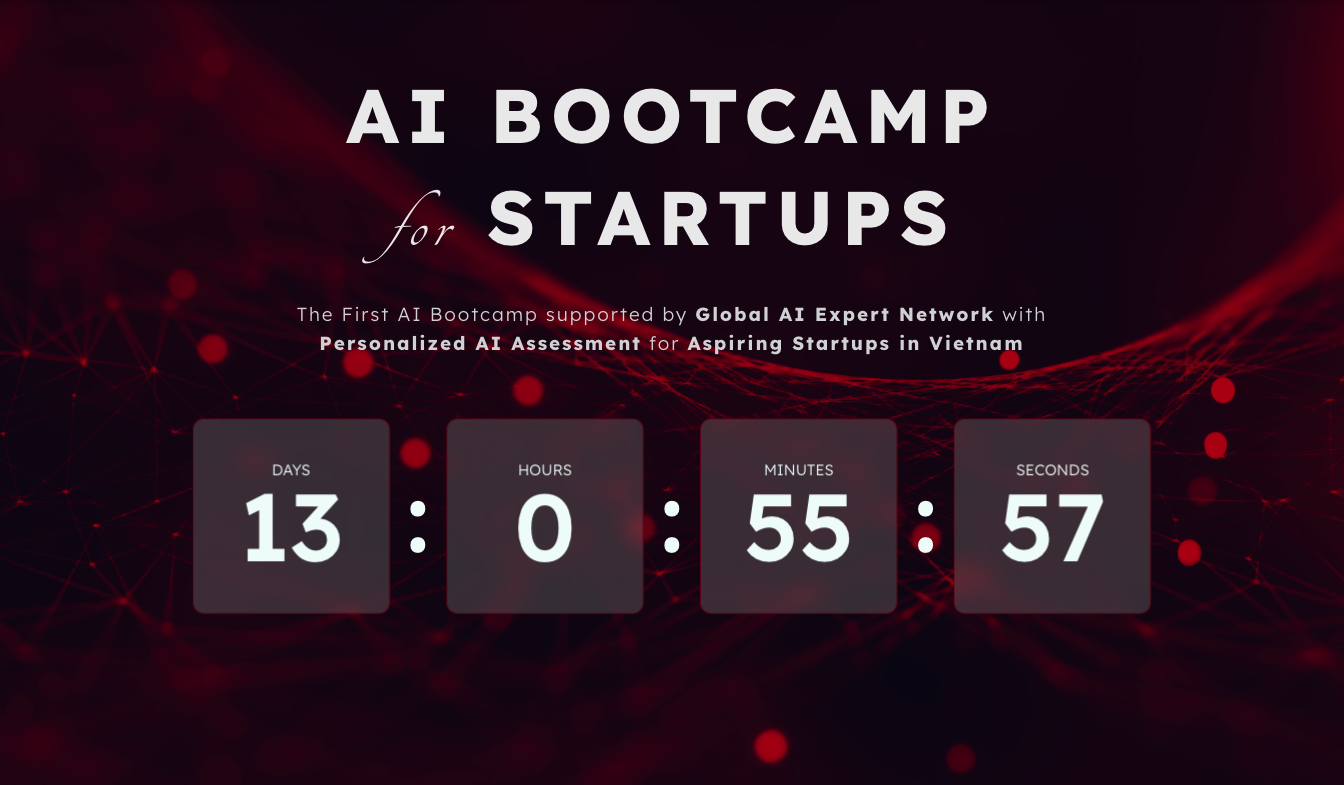 AI BOOTCAMP
for STARTUPS
The First AI Bootcamp supported by Global AI Expert Network with
Personalized AI Assessment for Aspiring Startups in Vietnam
DAYS
13
:
HOURS
0
:
MINUTES
55
:
SECONDS
57